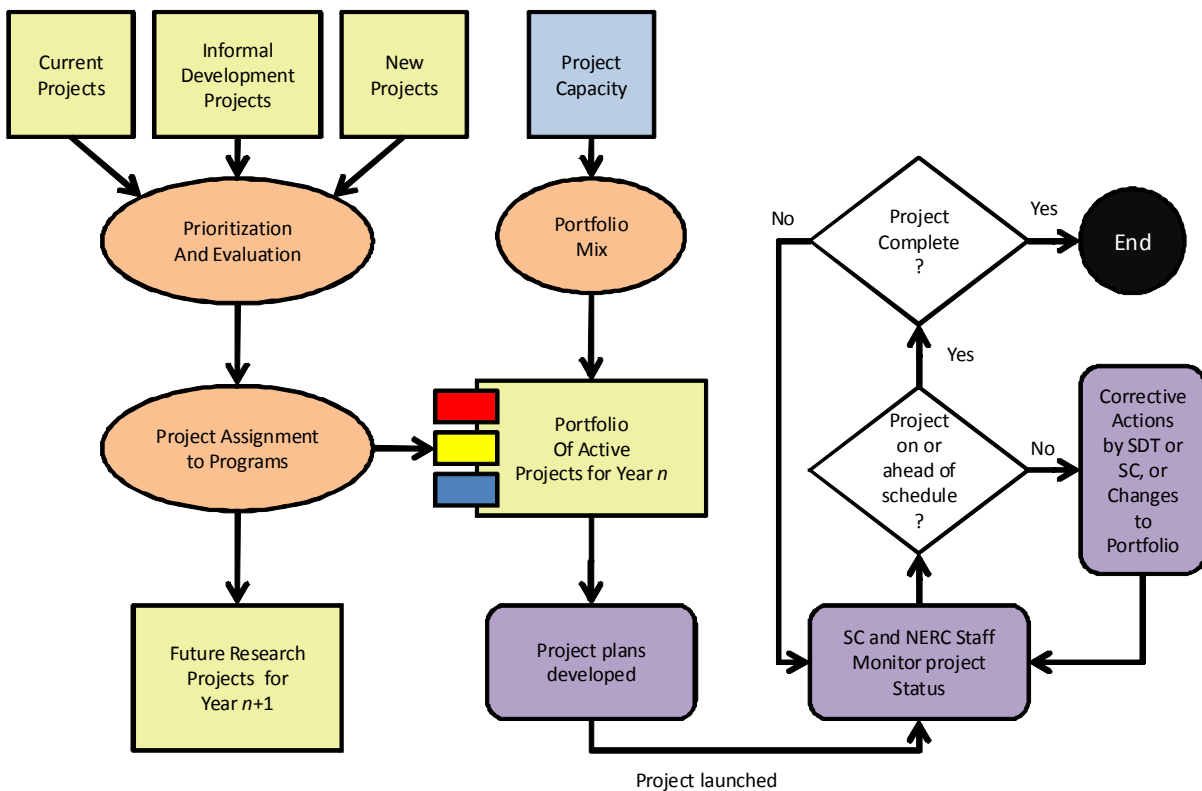 Current
Projects
Informal
Development
Projects
New
Projects
Project
Capacity
Prioritization
And Evaluation
Portfolio
Mix
No
Project
Complete
?
Yes
End
Yes
Project Assignment
to Programs
Portfolio
Of Active
Projects for Year n
Project
on or
ahead of
schedule
?
No
Corrective
Actions
by SDT or
SC, or
Changes
to
Portfolio
Future Research
Projects for
Year n+1
Project plans
developed
SC and NERC Staff
Monitor project
Status
Project launched